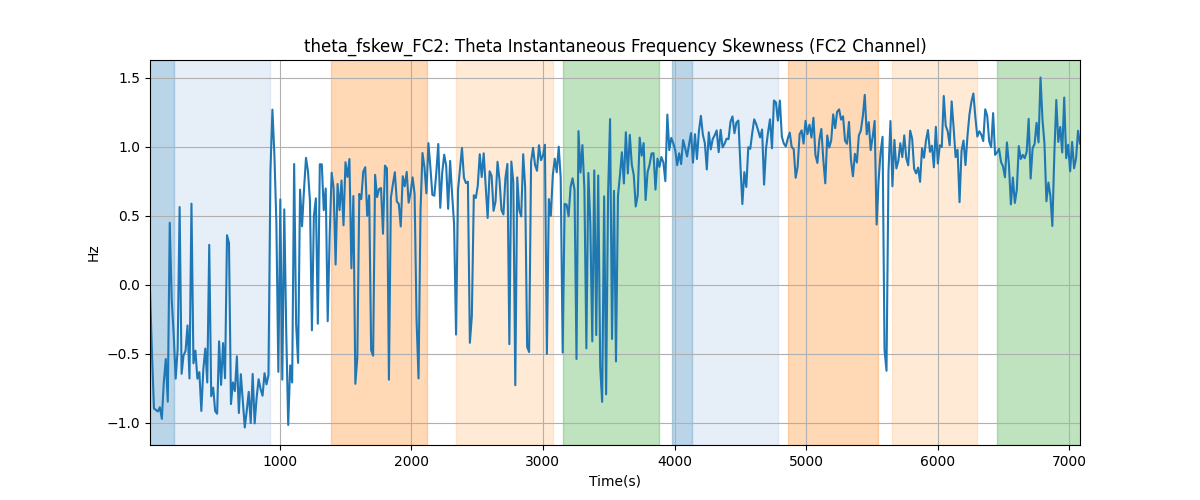 theta_fskew_FC2: Theta Instantaneous Frequency Skewness (FC2 Channel)
1.5
1.0
0.5
0.0
−0.5
−1.0
Hz
1000 2000 3000 4000 5000 6000 7000
Time(s)